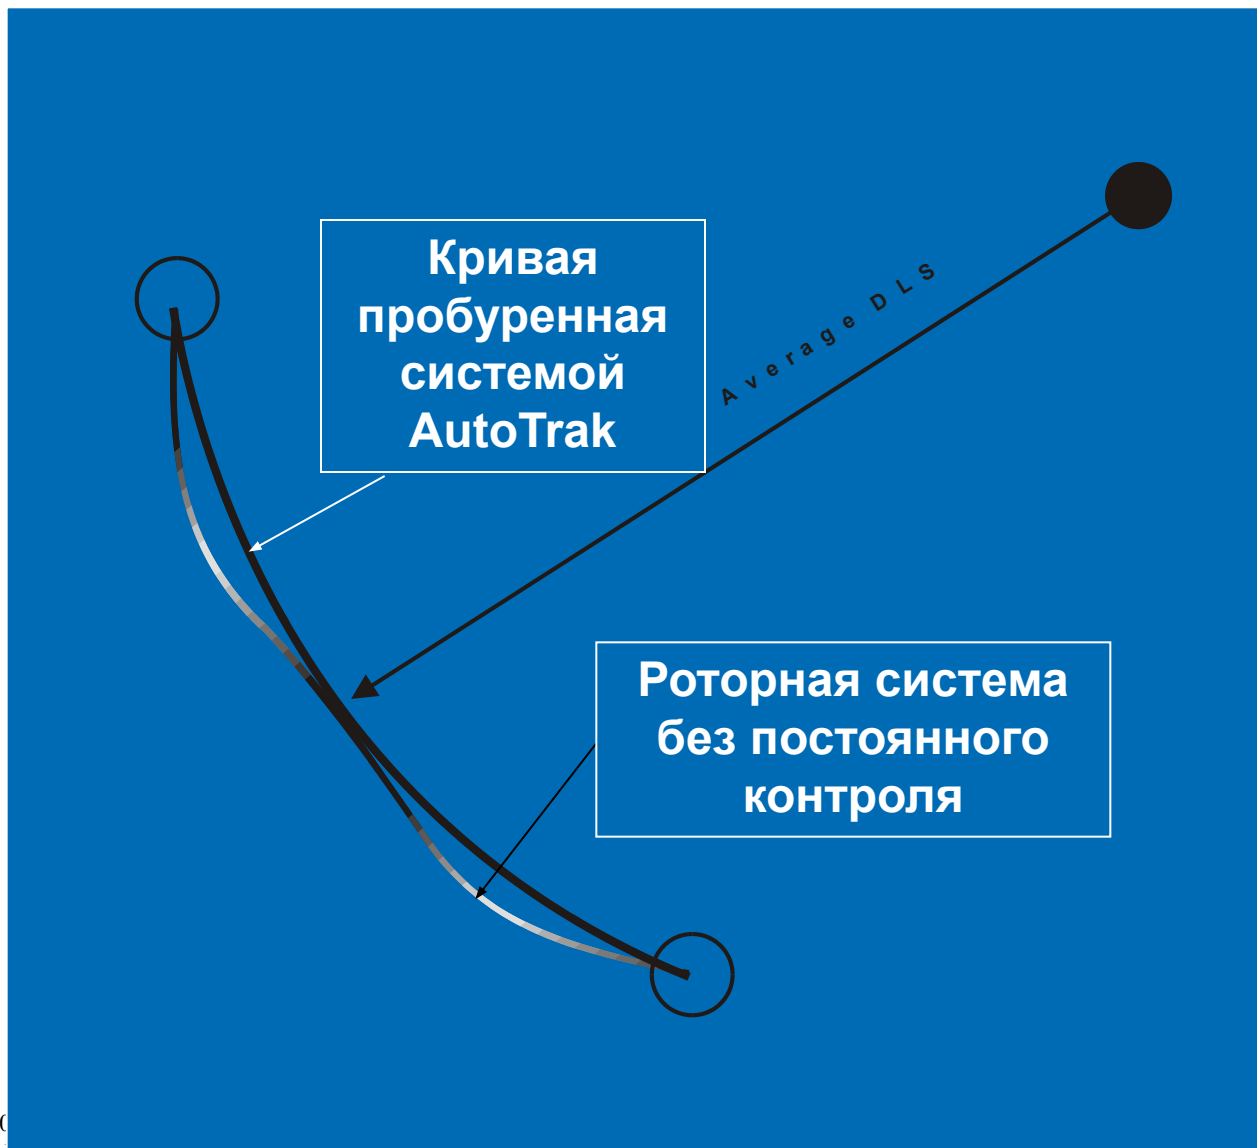 Кривая
пробуренная
системой
AutoTrak
Average DLS
Роторная система
без постоянного
контроля